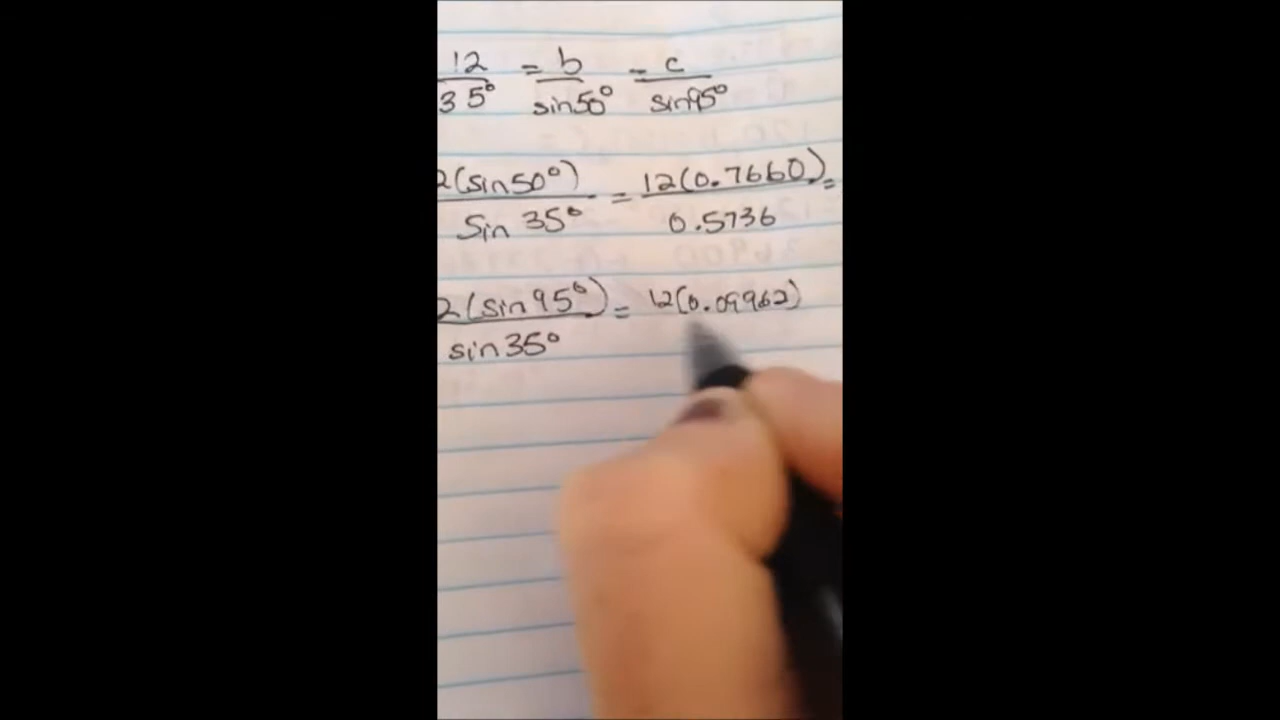 12 = b = c
35° sin50° sin95°
2(sin50°) = 12(0.7660) =
Sin 35° 0.5736
2(sin95°) = 12(0.09962)
sin35°